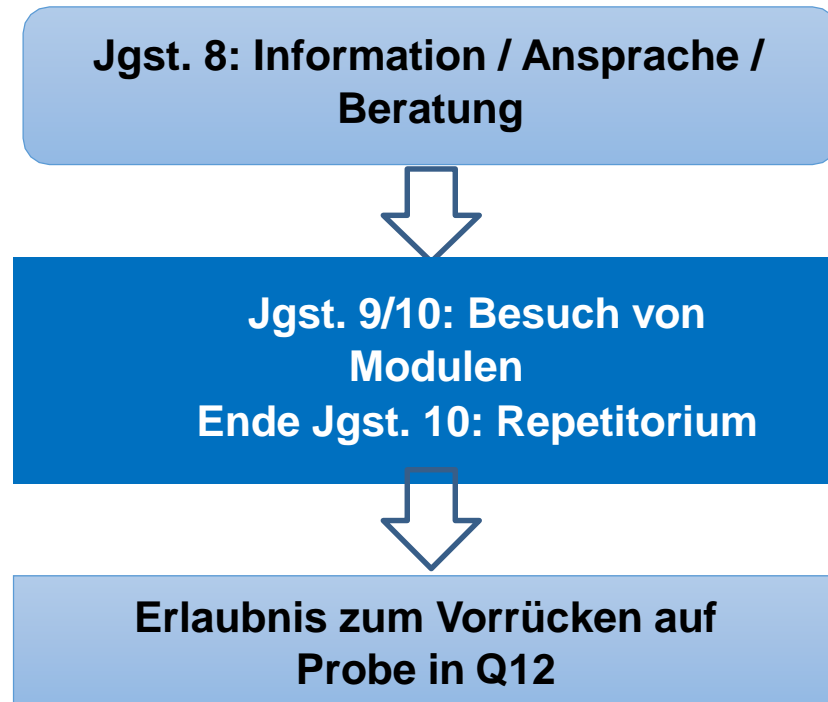 Jgst. 8: Information / Ansprache /
Beratung
Jgst. 9/10: Besuch von
Modulen
Ende Jgst. 10: Repetitorium
Erlaubnis zum Vorrücken auf
Probe in Q12